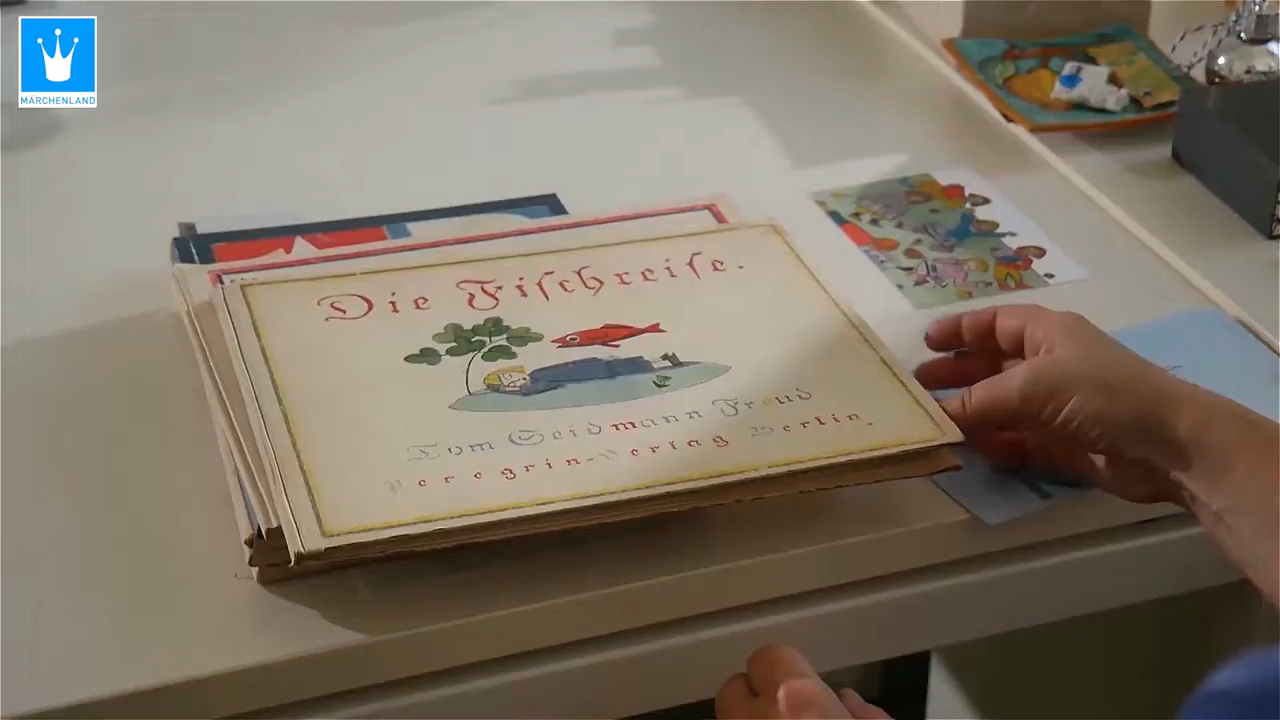 MÄRCHENLAND
Die Fiſchreiſe.
Tom Seidmann Freud
Peregrin-Verlag Berlin.